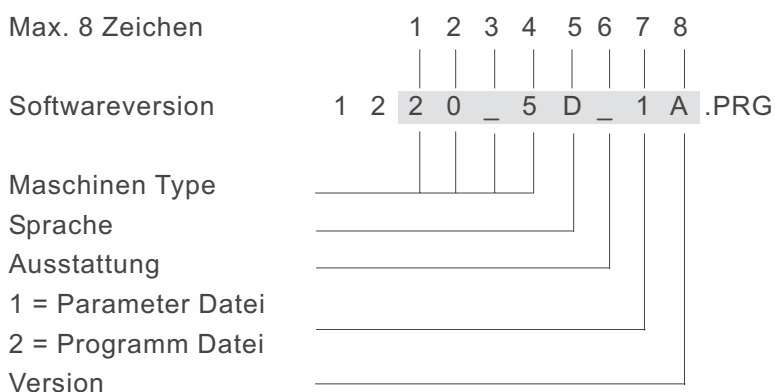 Max. 8 Zeichen 1 2 3 4 5 6 7 8
Softwareversion 1 2 2 0 _ 5 D _ 1 A .PRG
Maschinen Type
Sprache
Ausstattung
1 = Parameter Datei
2 = Programm Datei
Version